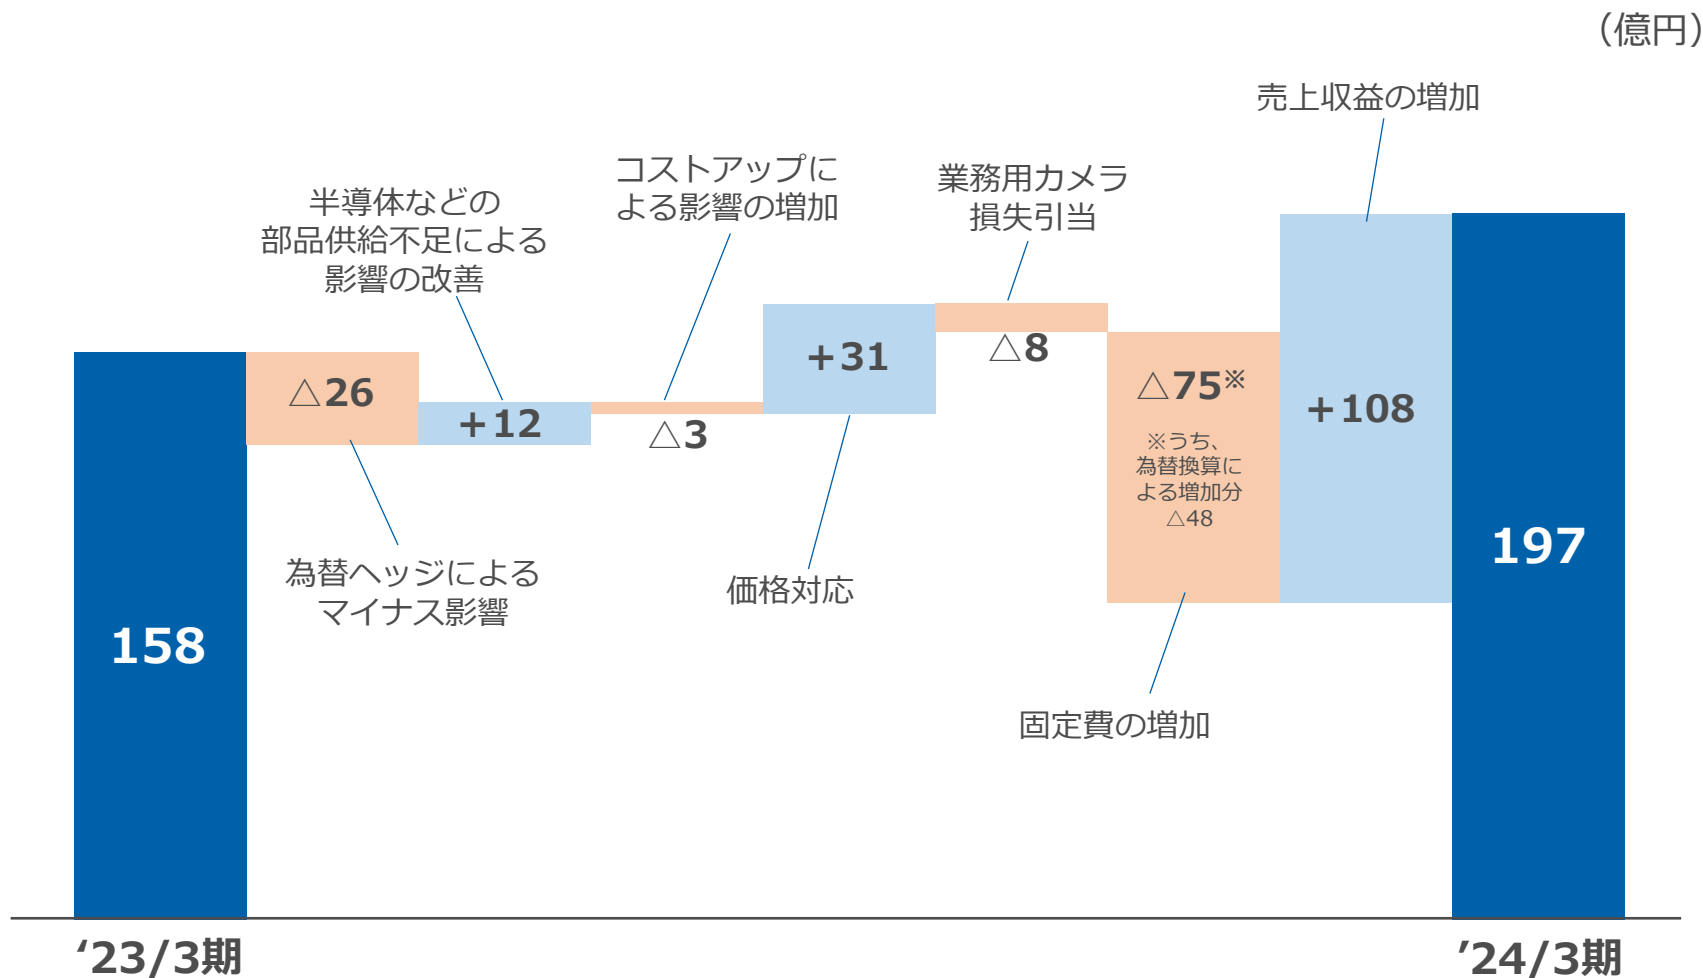 （億円）
売上収益の増加
コストアップに
よる影響の増加
業務用カメラ
損失引当
半導体などの
部品供給不足による
影響の改善
△26
+12
△3
+31
△8
△75※
※うち、
為替換算に
よる増加分
△48
+108
為替ヘッジによる
マイナス影響
価格対応
固定費の増加
158
197
‘23/3期
’24/3期